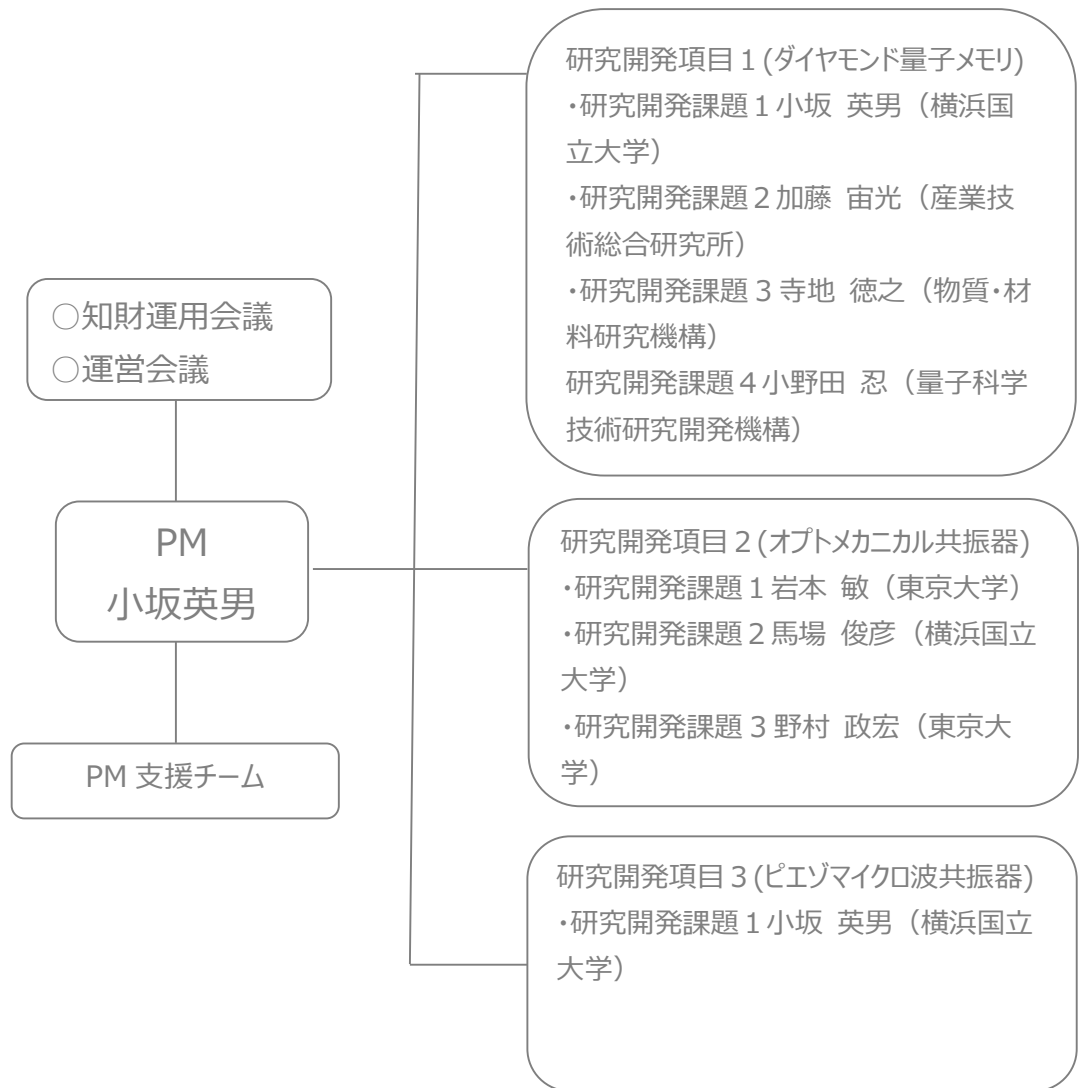 ○知財運用会議
○運営会議
PM
小坂英男
PM 支援チーム
研究開発項目1(ダイヤモンド量子メモリ)
・研究開発課題1小坂 英男（横浜国
立大学）
・研究開発課題2加藤 宙光（産業技
術総合研究所）
・研究開発課題3寺地 徳之（物質・材
料研究機構）
研究開発課題4小野田 忍（量子科学
技術研究開発機構）
研究開発項目2(オプトメカニカル共振器)
・研究開発課題1岩本 敏（東京大学）
・研究開発課題2馬場 俊彦（横浜国立
大学）
・研究開発課題3野村 政宏（東京大
学）
研究開発項目3(ピエゾマイクロ波共振器)
・研究開発課題1小坂 英男（横浜国立
大学）